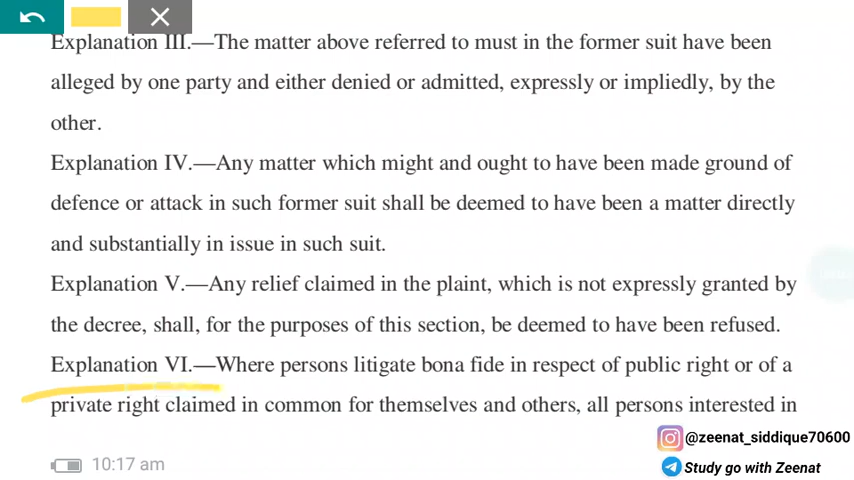 Explanation III.—The matter above referred to must in the former suit have been
alleged by one party and either denied or admitted, expressly or impliedly, by the
other.
Explanation IV.—Any matter which might and ought to have been made ground of
defence or attack in such former suit shall be deemed to have been a matter directly
and substantially in issue in such suit.
Explanation V.—Any relief claimed in the plaint, which is not expressly granted by
the decree, shall, for the purposes of this section, be deemed to have been refused.
Explanation VI.—Where persons litigate bona fide in respect of public right or of a
private right claimed in common for themselves and others, all persons interested in
@zeenat_siddique70600
Study go with Zeenat
10:17 am